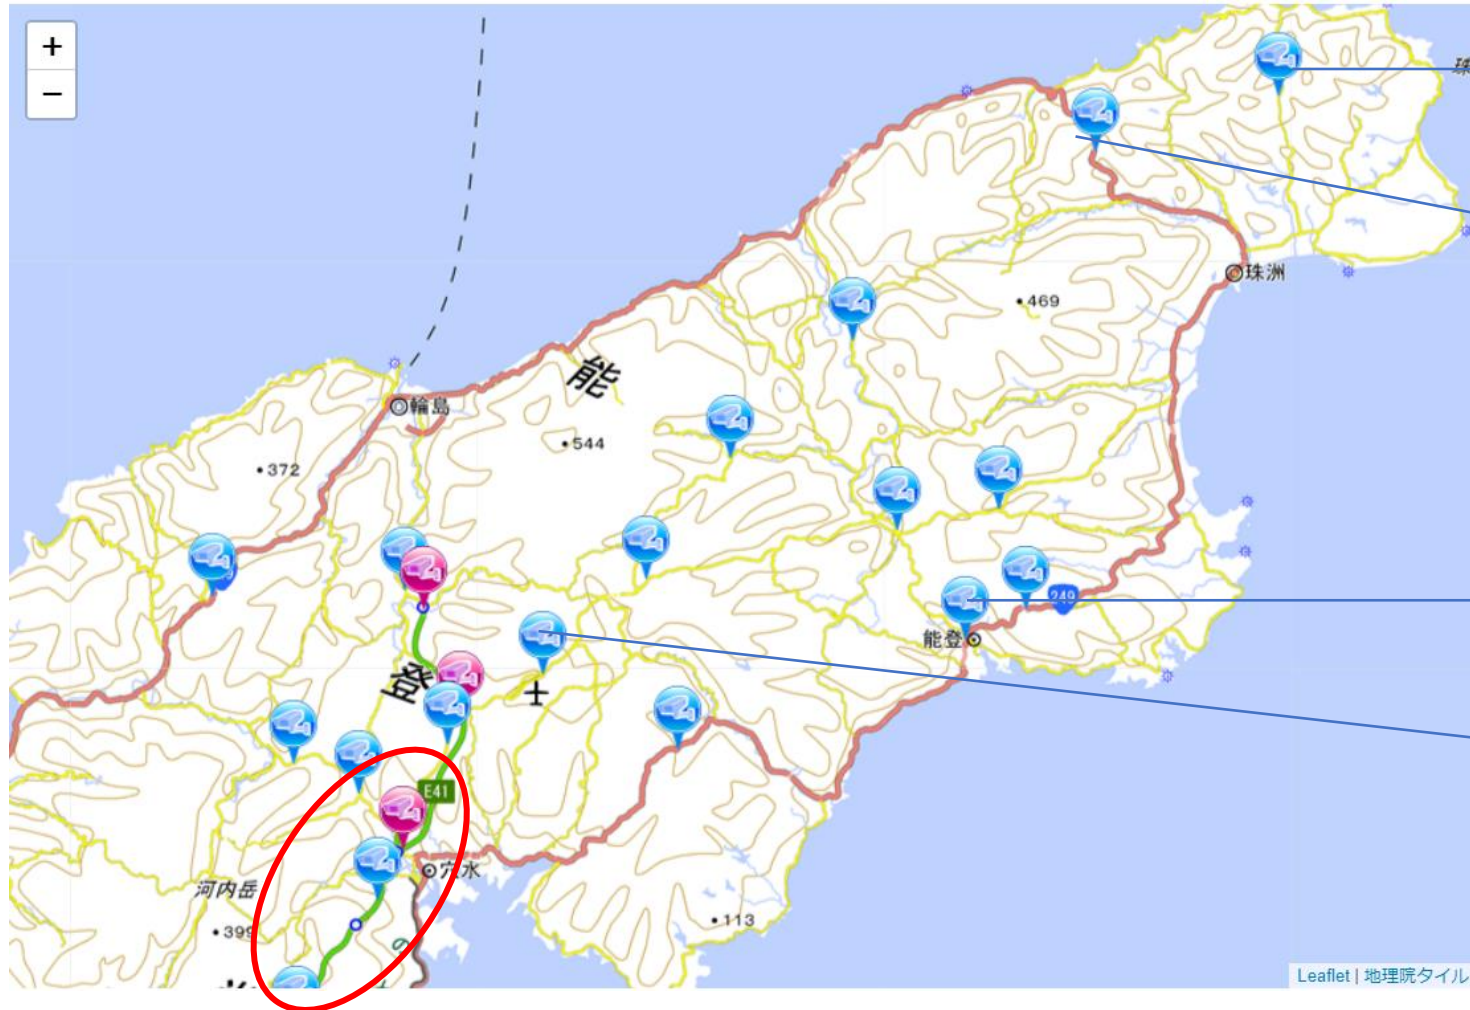 +
−
珠
珠洲
469
能
輪島
544
372
249
能登
登
E41
穴水
河内岳
399
113
の
Leaflet | 地理院タイル